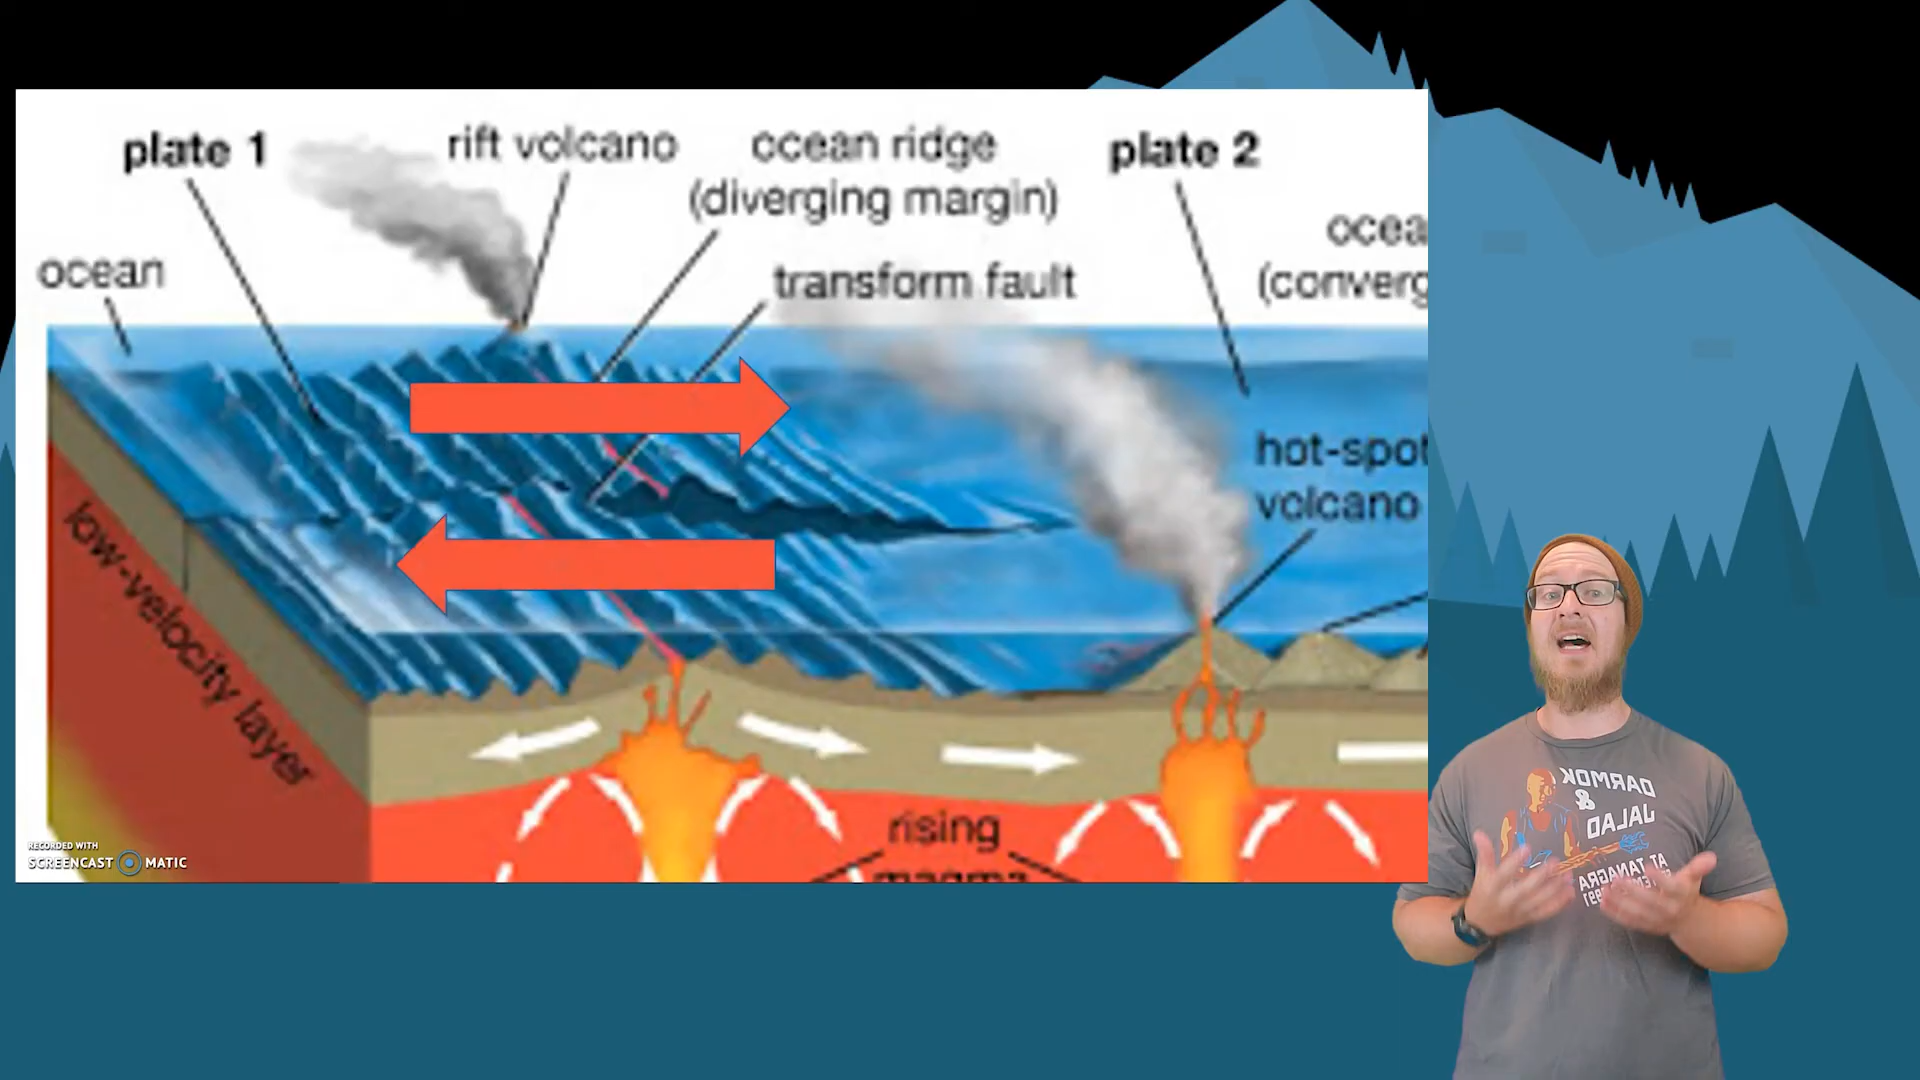 plate 1
rift volcano
ocean ridge
(diverging margin)
plate 2
ocean
transform fault
ocea
(converg
hot-spot
volcano
low-velocity layer
rising
magma
RECORDED WITH
SCREENCAST MATIC
DARMOK
&
JALAD
AT TANAGRA